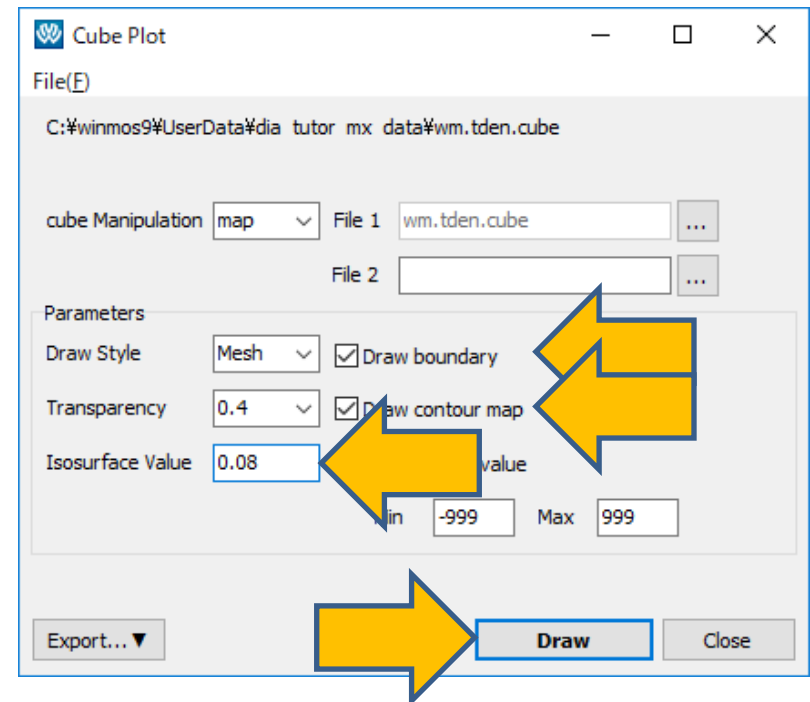 Cube Plot
File(F)
C:¥winmos9¥UserData¥dia tutor mx data¥wm.tden.cube
cube Manipulation map File 1 wm.tden.cube ...
File 2 ...
Parameters
Draw Style Mesh Draw boundary
Transparency 0.4 Draw contour map
Isosurface Value 0.08 value
Min -999 Max 999
Export...▼ Draw Close